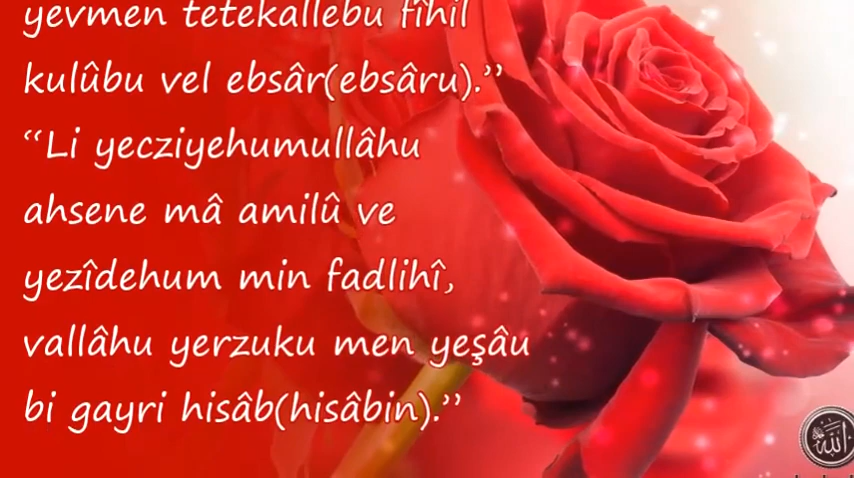 yevmen tetekallebu fîhil
kulûbu vel ebsâr(ebsâru).”
“Li yecziyehumullâhu
ahsene mâ amilû ve
yezîdehum min fadlihî,
vallâhu yerzuku men yeşâu
bi gayri hisâb(hisâbin).”
الله